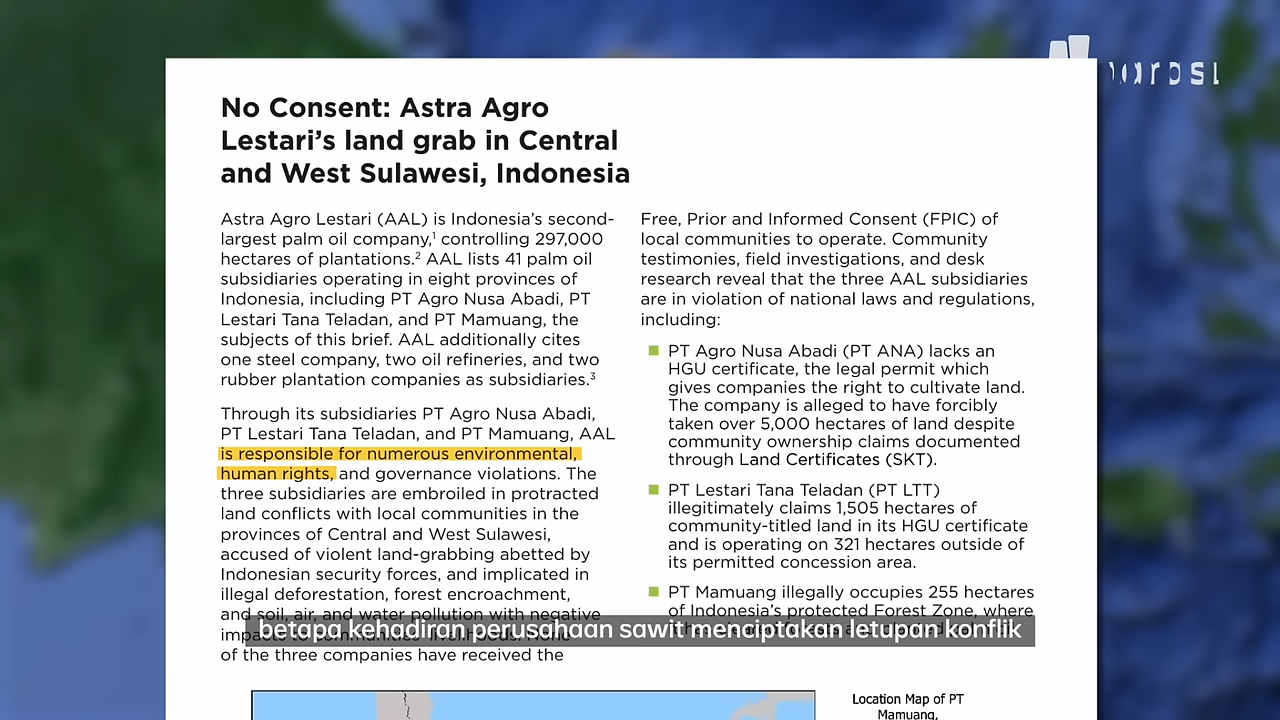 No Consent: Astra Agro
Lestari's land grab in Central
and West Sulawesi, Indonesia
Astra Agro Lestari (AAL) is Indonesia's second-
largest palm oil company,¹ controlling 297,000
hectares of plantations.² AAL lists 41 palm oil
subsidiaries operating in eight provinces of
Indonesia, including PT Agro Nusa Abadi, PT
Lestari Tana Teladan, and PT Mamuang, the
subjects of this brief. AAL additionally cites
one steel company, two oil refineries, and two
rubber plantation companies as subsidiaries.³
Through its subsidiaries PT Agro Nusa Abadi,
PT Lestari Tana Teladan, and PT Mamuang, AAL
is responsible for numerous environmental,
human rights, and governance violations. The
three subsidiaries are embroiled in protracted
land conflicts with local communities in the
provinces of Central and West Sulawesi,
accused of violent land-grabbing abetted by
Indonesian security forces, and implicated in
illegal deforestation, forest encroachment,
and soil, air, and water pollution with negative
of the three companies have received the
Free, Prior and Informed Consent (FPIC) of
local communities to operate. Community
testimonies, field investigations, and desk
research reveal that the three AAL subsidiaries
are in violation of national laws and regulations,
including:
PT Agro Nusa Abadi (PT ANA) lacks an
HGU certificate, the legal permit which
gives companies the right to cultivate land.
The company is alleged to have forcibly
taken over 5,000 hectares of land despite
community ownership claims documented
through Land Certificates (SKT).
PT Lestari Tana Teladan (PT LTT)
illegitimately claims 1,505 hectares of
community-titled land in its HGU certificate
and is operating on 321 hectares outside of
its permitted concession area.
PT Mamuang illegally occupies 255 hectares
of Indonesia's protected Forest Zone, where
betapa kehadiran perusahaan sawit menciptakan letupan konflik
Location Map of PT
Mamuang,